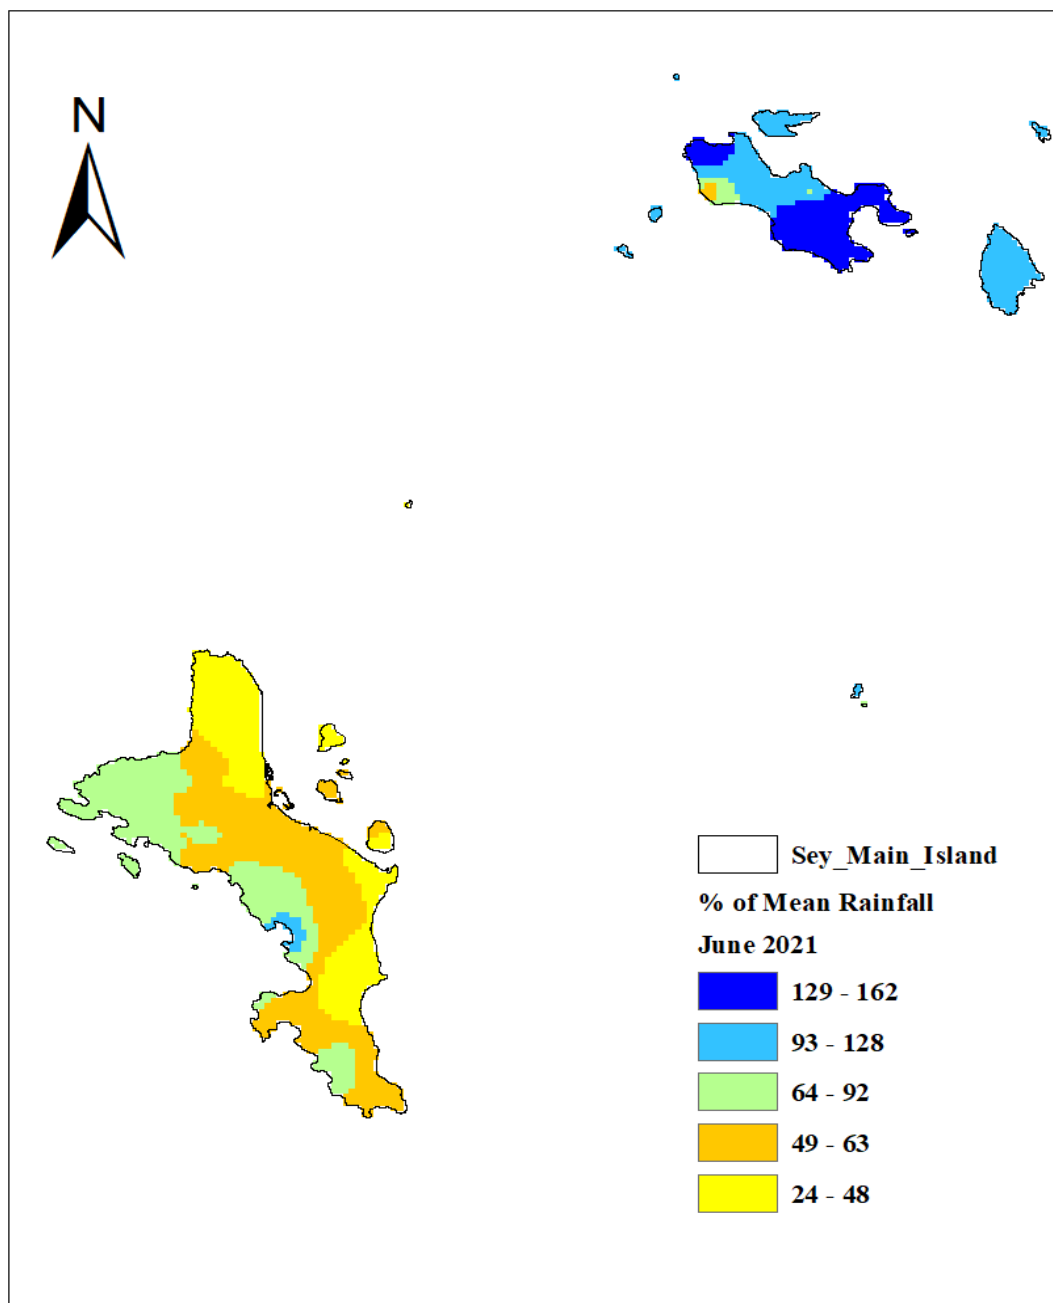 N
Sey_Main_Island
% of Mean Rainfall
June 2021
129 - 162
93 - 128
64 - 92
49 - 63
24 - 48